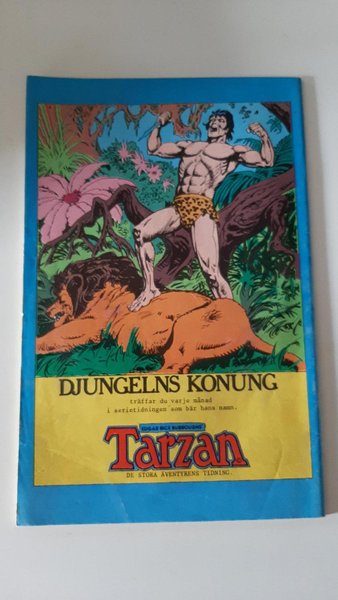 DJUNGELNS KONUNG
träffar du varje månad
i serietidningen som bär hans namn.
EDGAR RICE BURROUGHS
Tarzan
DE STORA ÄVENTYRENS TIDNING.